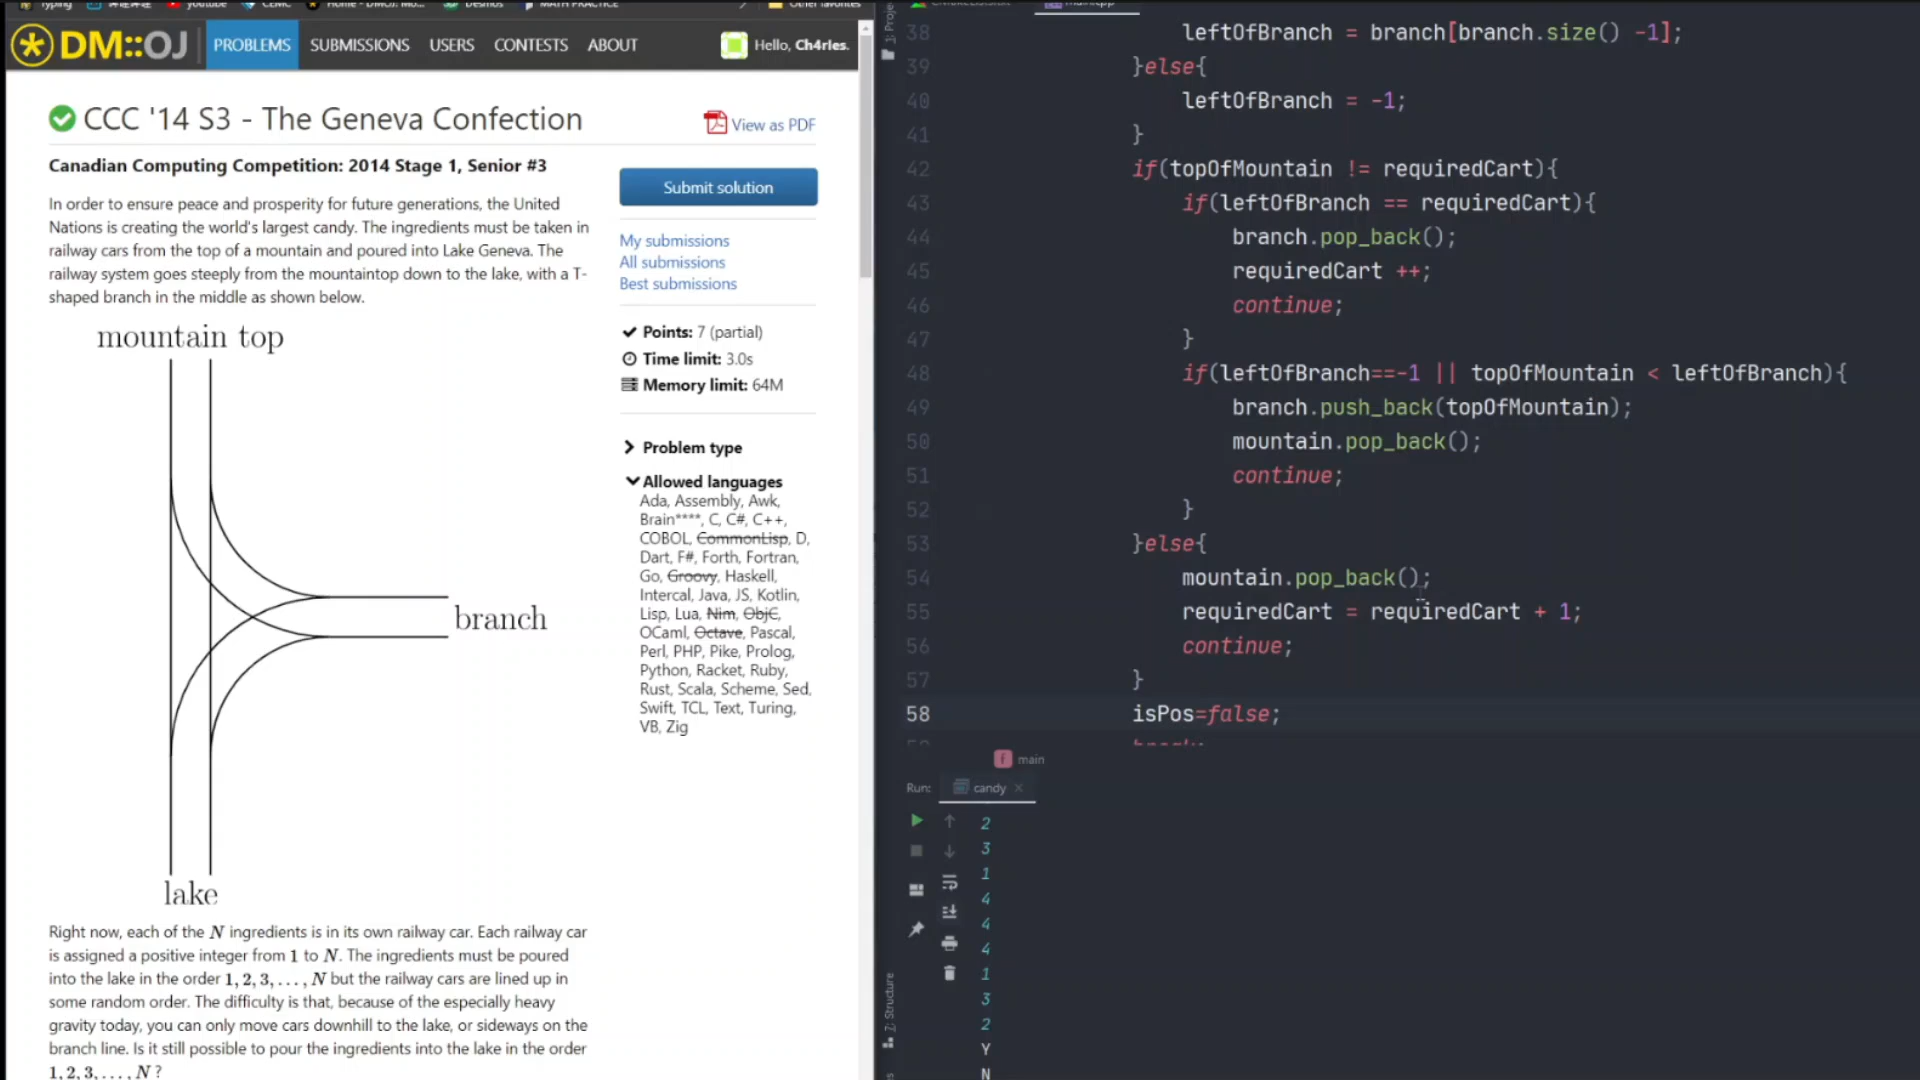 Typing
youtube
CEMC
Home - DMOJ: Mo...
Desmos
MATH PRACTICE
Other favorites
DM::OJ
PROBLEMS
SUBMISSIONS
USERS
CONTESTS
ABOUT
Hello, Ch4rles.
CCC '14 S3 - The Geneva Confection
View as PDF
Canadian Computing Competition: 2014 Stage 1, Senior #3
In order to ensure peace and prosperity for future generations, the United
Nations is creating the world's largest candy. The ingredients must be taken in
railway cars from the top of a mountain and poured into Lake Geneva. The
railway system goes steeply from the mountaintop down to the lake, with a T-
shaped branch in the middle as shown below.
mountain top
branch
lake
Right now, each of the N ingredients is in its own railway car. Each railway car
is assigned a positive integer from 1 to N. The ingredients must be poured
into the lake in the order 1, 2, 3, . . . , N but the railway cars are lined up in
some random order. The difficulty is that, because of the especially heavy
gravity today, you can only move cars downhill to the lake, or sideways on the
branch line. Is it still possible to pour the ingredients into the lake in the order
1, 2, 3, . . . , N ?
Submit solution
My submissions
All submissions
Best submissions
Points: 7 (partial)
Time limit: 3.0s
Memory limit: 64M
Problem type
Allowed languages
Ada, Assembly, Awk,
Brain****, C, C#, C++,
COBOL, CommonLisp, D,
Dart, F#, Forth, Fortran,
Go, Groovy, Haskell,
Intercal, Java, JS, Kotlin,
Lisp, Lua, Nim, ObjC,
OCaml, Octave, Pascal,
Perl, PHP, Pike, Prolog,
Python, Racket, Ruby,
Rust, Scala, Scheme, Sed,
Swift, TCL, Text, Turing,
VB, Zig
38 leftOfBranch = branch[branch.size() -1];
39 }else{
40 leftOfBranch = -1;
41 }
42 if(topOfMountain != requiredCart){
43 if(leftOfBranch == requiredCart){
44 branch.pop_back();
45 requiredCart ++;
46 continue;
47 }
48 if(leftOfBranch==-1 || topOfMountain < leftOfBranch){
49 branch.push_back(topOfMountain);
50 mountain.pop_back();
51 continue;
52 }
53 }else{
54 mountain.pop_back();
55 requiredCart = requiredCart + 1;
56 continue;
57 }
58 isPos=false;
main
Run:
candy
2
3
1
4
4
4
1
3
2
Y
N
Z: Structure